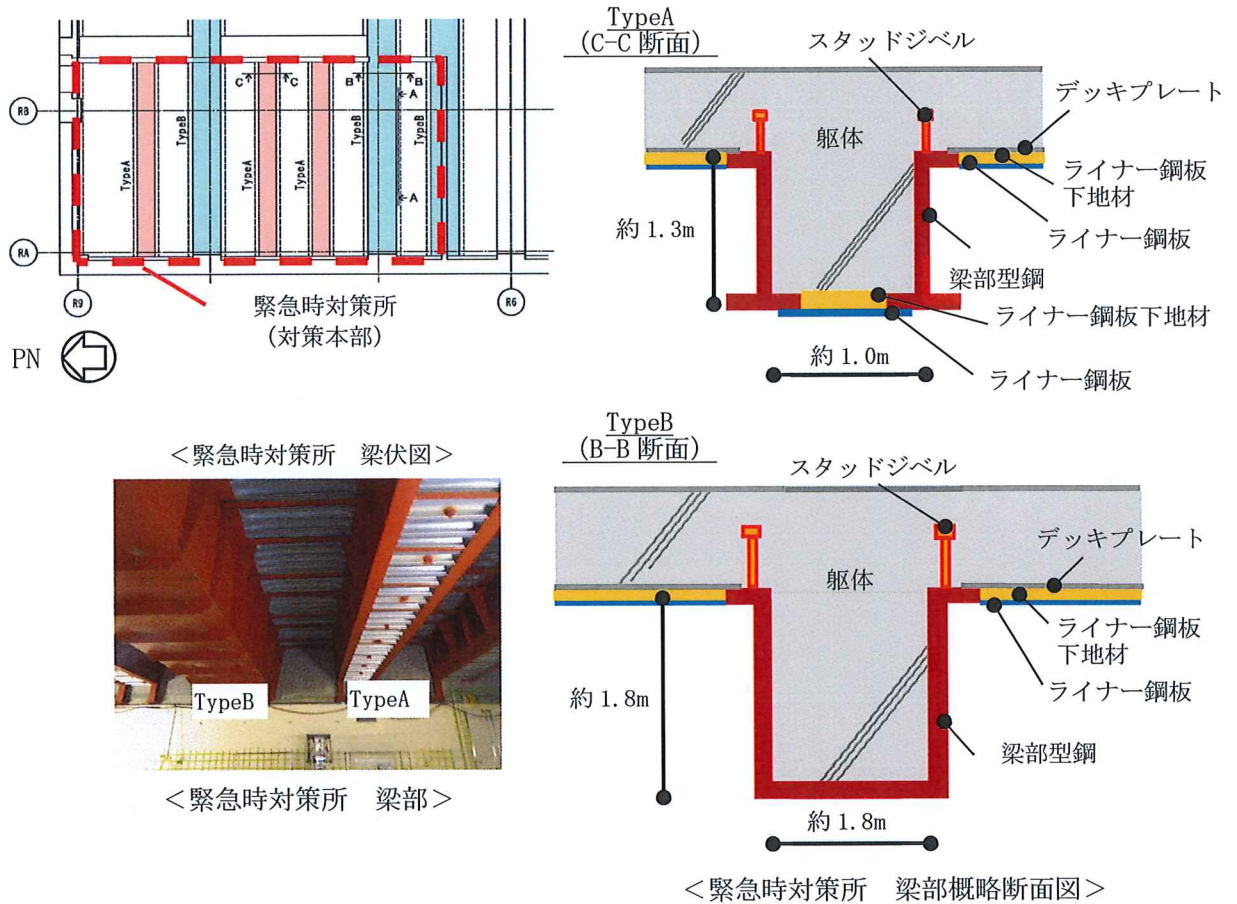 TypeA
TypeB
TypeA
TypeA
TypeB
TypeB
C
C
B
B
A
A
RB
RA
R9
R6
緊急時対策所
(対策本部)
PN
<緊急時対策所 梁伏図>
TypeB
TypeA
<緊急時対策所 梁部>
TypeA
(C-C 断面)
スタッドジベル
デッキプレート
躯体
ライナー鋼板
下地材
ライナー鋼板
約 1.3m
梁部型鋼
ライナー鋼板下地材
約 1.0m
ライナー鋼板
TypeB
(B-B 断面)
スタッドジベル
デッキプレート
躯体
ライナー鋼板
下地材
ライナー鋼板
約 1.8m
梁部型鋼
約 1.8m
<緊急時対策所 梁部概略断面図>